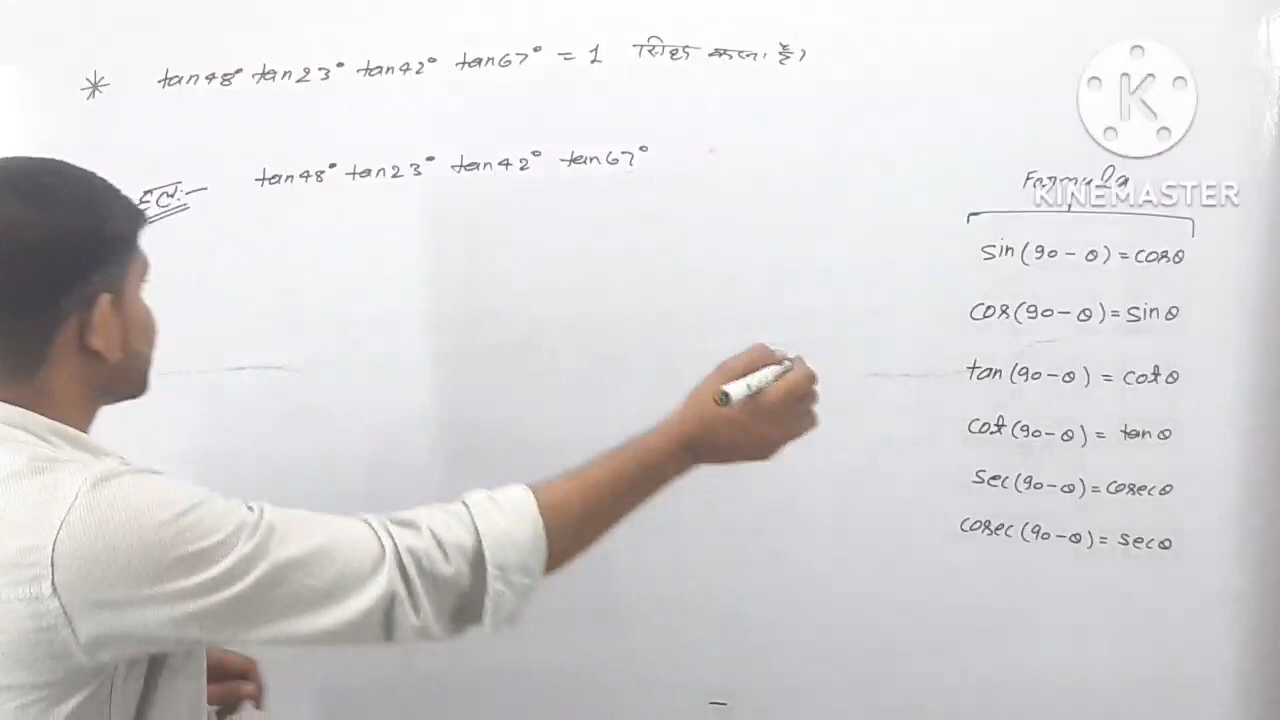 * tan48° tan23° tan42° tan67° = 1 सिद्ध करना है।
हल:-
tan48° tan23° tan42° tan67°
K
Formula
KINEMASTER
sin(90-θ)=cosθ
cos(90-θ)=sinθ
tan(90-θ)=cotθ
cot(90-θ)=tanθ
sec(90-θ)=cosecθ
cosec(90-θ)=secθ